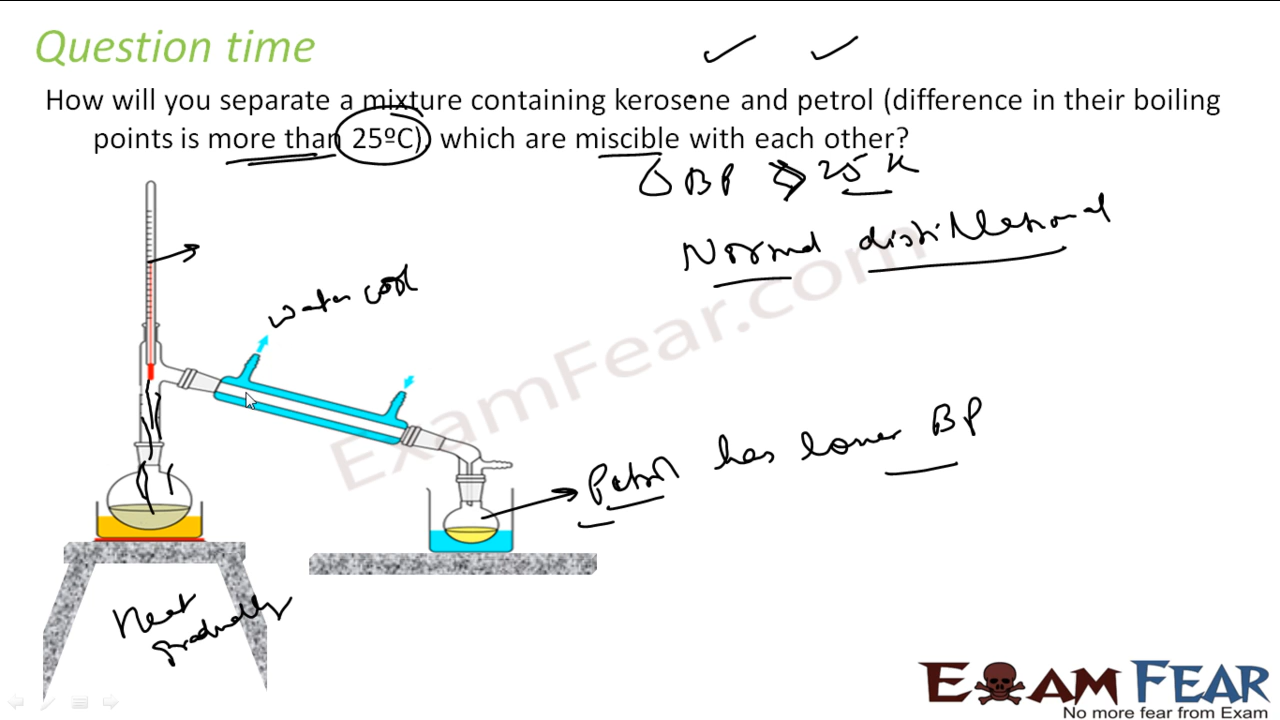 Question time
How will you separate a mixture containing kerosene and petrol (difference in their boiling
points is more than 25ºC), which are miscible with each other?
Δ BP > 25 K
Normal distillational
water cool
ExamFear.com
Petrol has lower BP
Heat
gradually
EXAM FEAR
No more fear from Exam